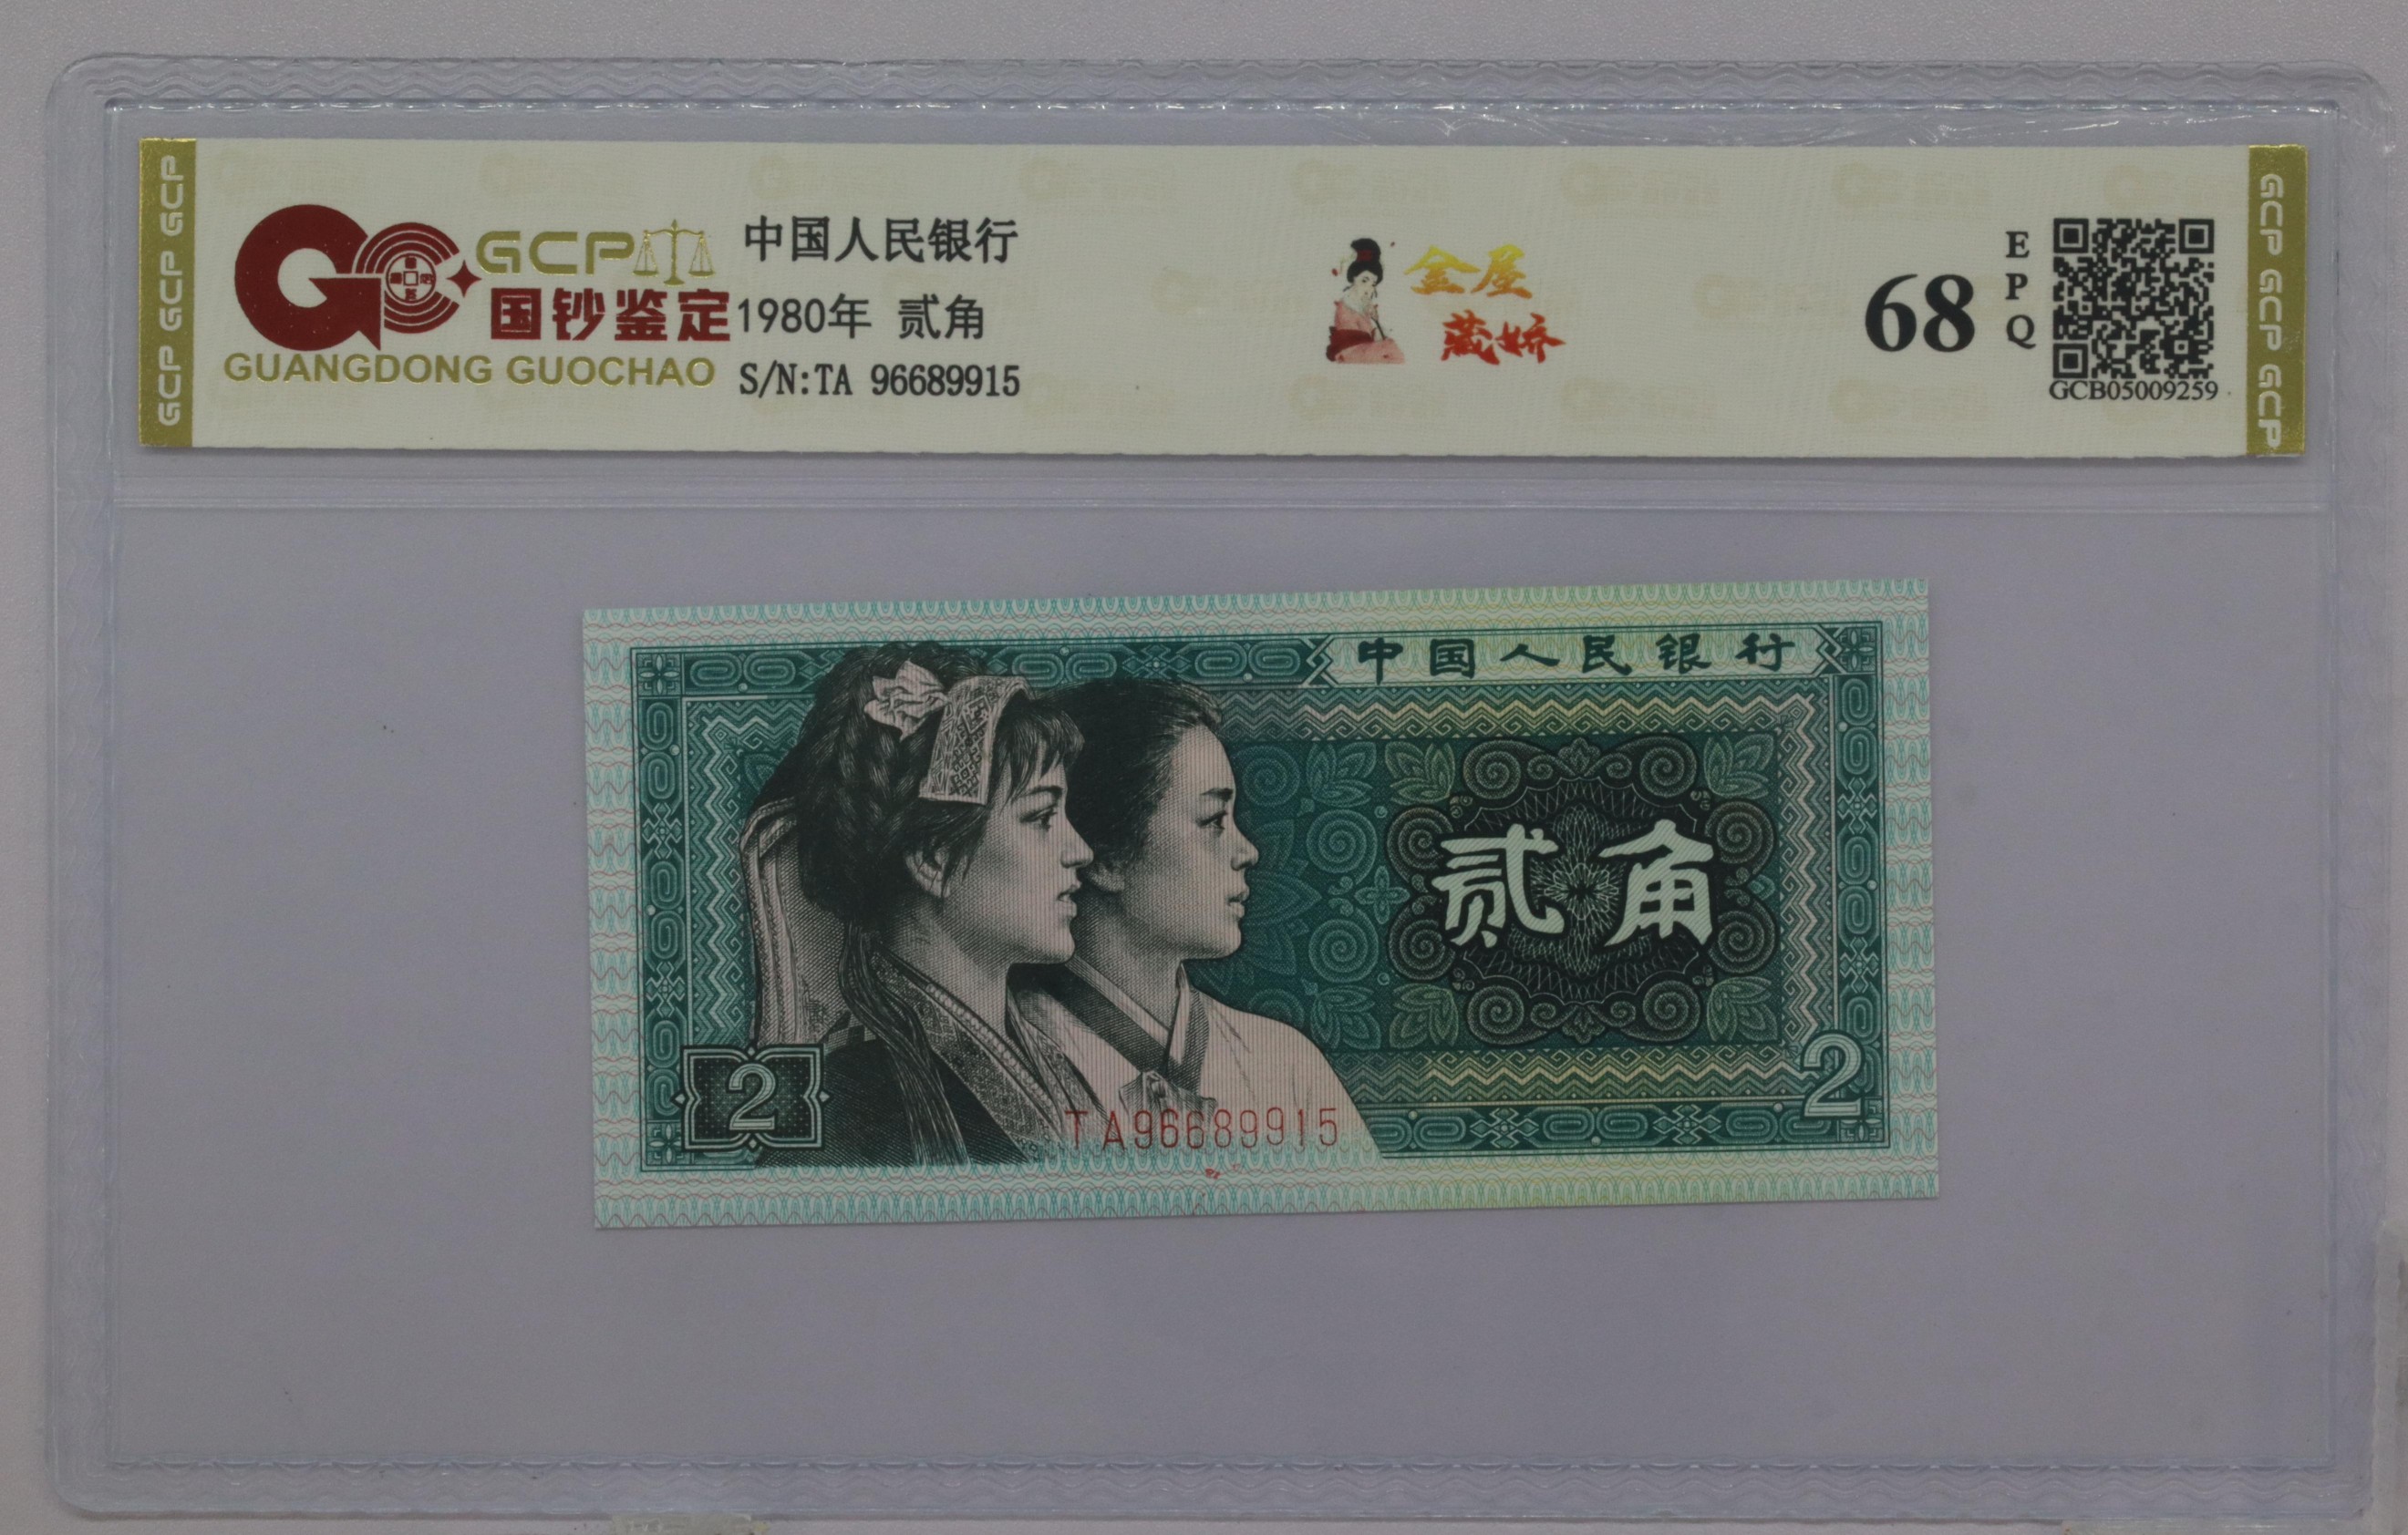 GCP GCP GCP
GCP
国钞鉴定
GUANGDONG GUOCHAO
中国人民银行
1980年 贰角
S/N:TA 96689915
金屋
藏娇
68
EPQ
GCB05009259
GCP GCP GCP
中国人民银行
贰角
2
2
TA96689915